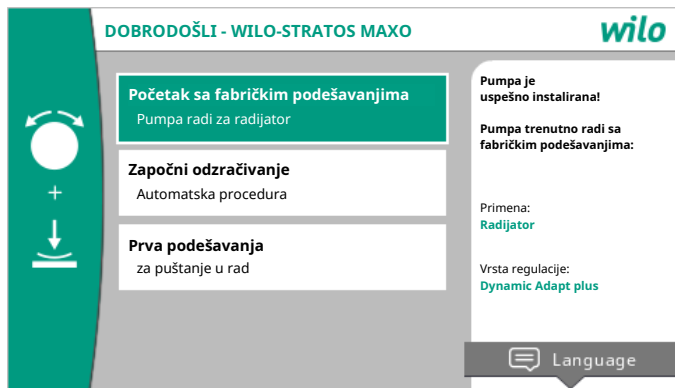 DOBRODOŠLI - WILO-STRATOS MAXO
wilo
Početak sa fabričkim podešavanjima
Pumpa radi za radijator
Započni odzračivanje
Automatska procedura
Prva podešavanja
za puštanje u rad
Pumpa je
uspešno instalirana!
Pumpa trenutno radi sa
fabričkim podešavanjima:
Primena:
Radijator
Vrsta regulacije:
Dynamic Adapt plus
+
Language